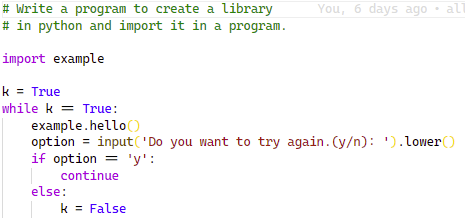 # Write a program to create a library You, 6 days ago • all
# in python and import it in a program.
import example
k = True
while k == True:
    example.hello()
    option = input('Do you want to try again.(y/n): ').lower()
    if option == 'y':
        continue
    else:
        k = False